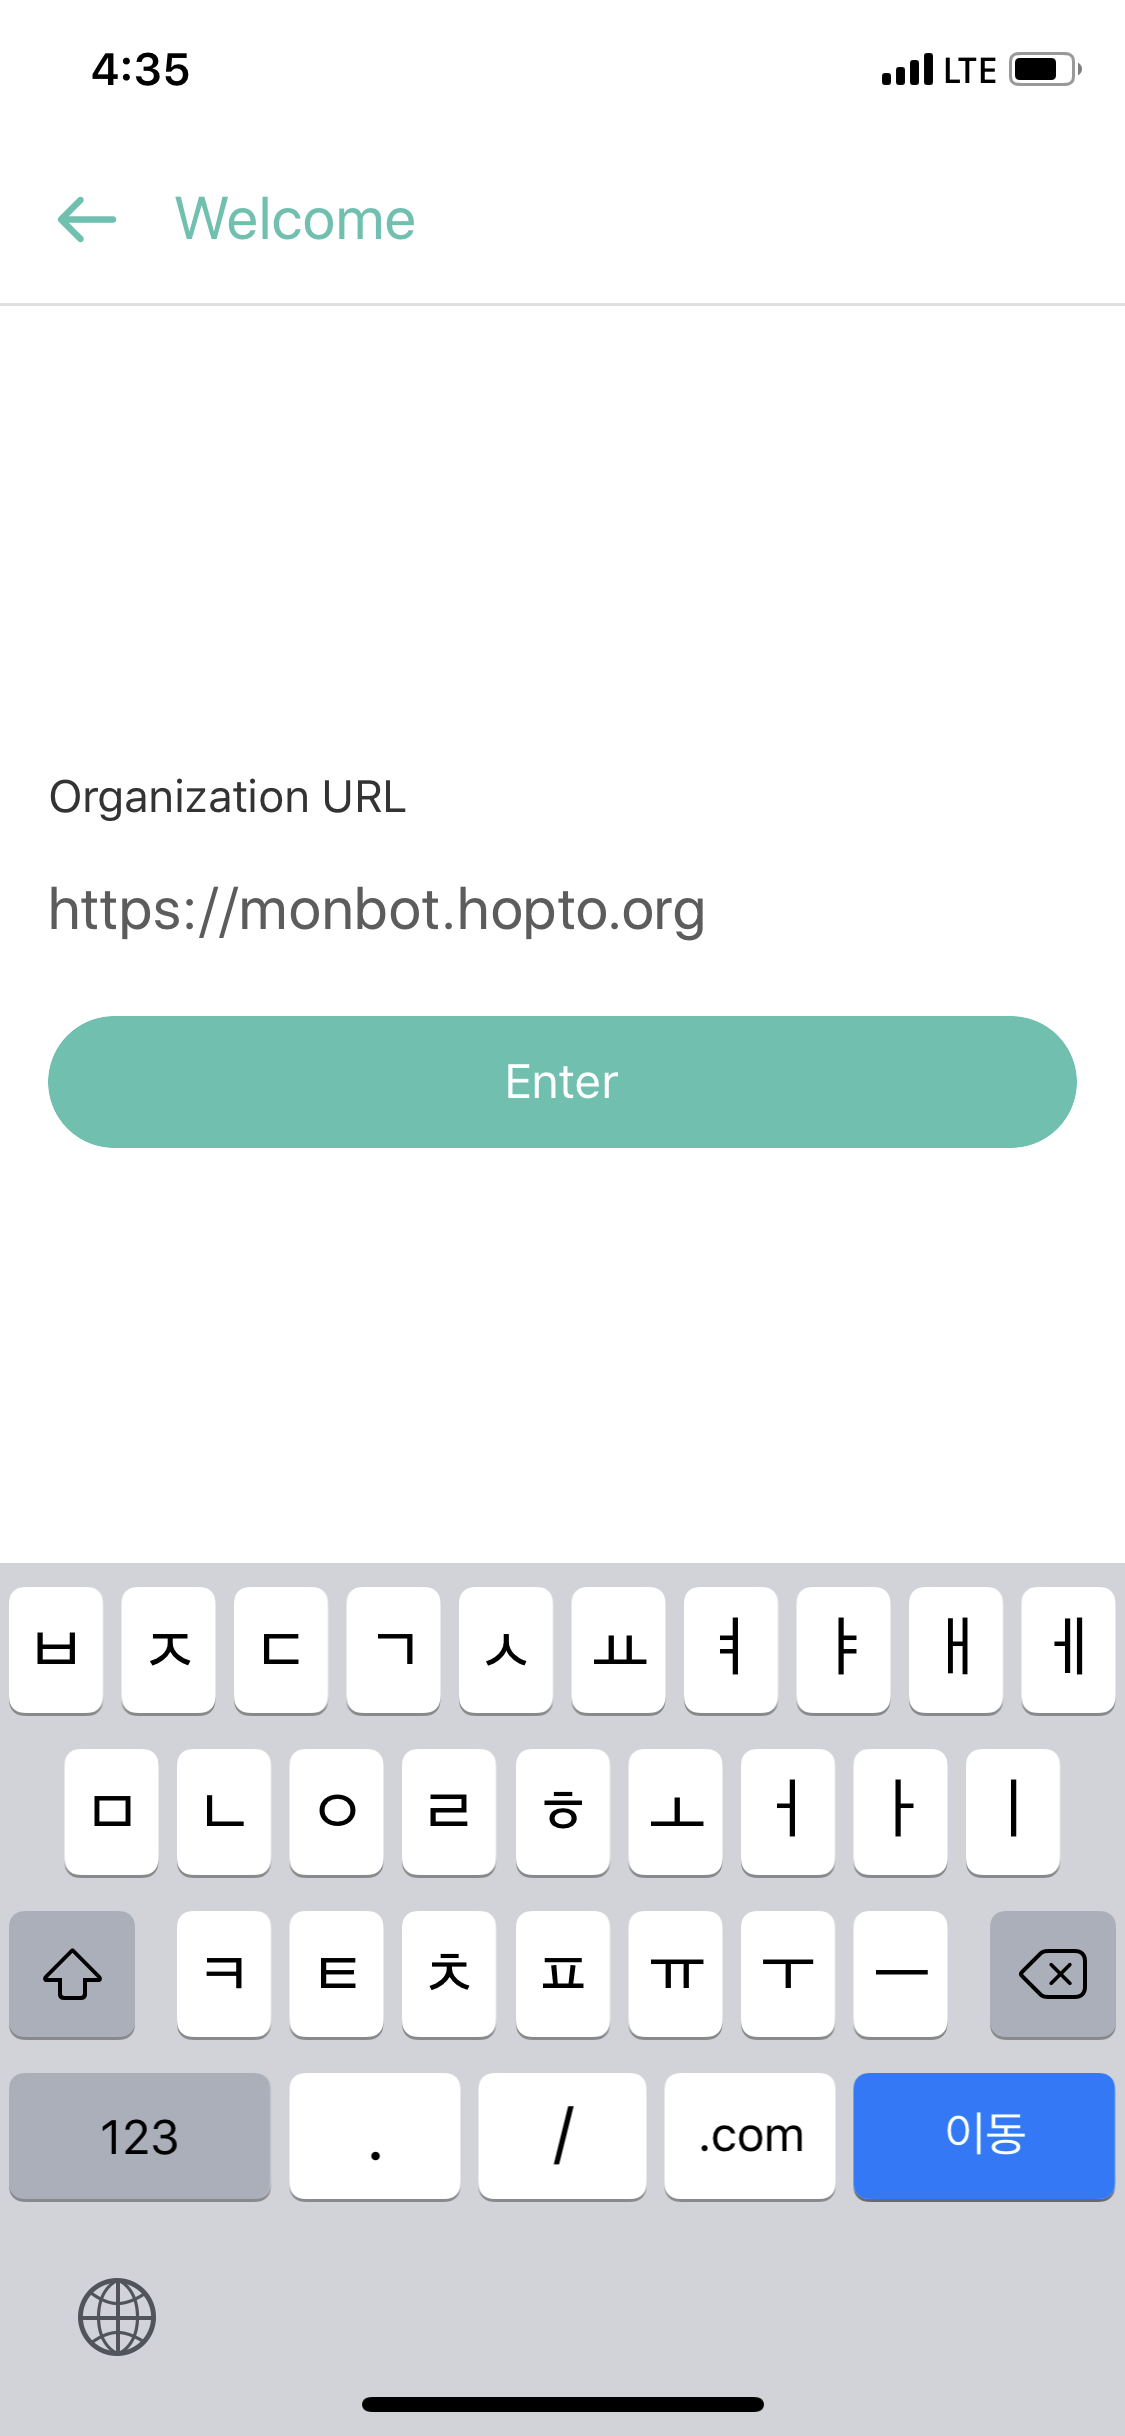 4:35
LTE
Welcome
Organization URL
https://monbot.hopto.org
Enter
ㅂ ㅈ ㄷ ㄱ ㅅ ㅛ ㅕ ㅑ ㅐ ㅔ
ㅁ ㄴ ㅇ ㄹ ㅎ ㅗ ㅓ ㅏ ㅣ
ㅋ ㅌ ㅊ ㅍ ㅠ ㅜ ㅡ
123 . / .com 이동